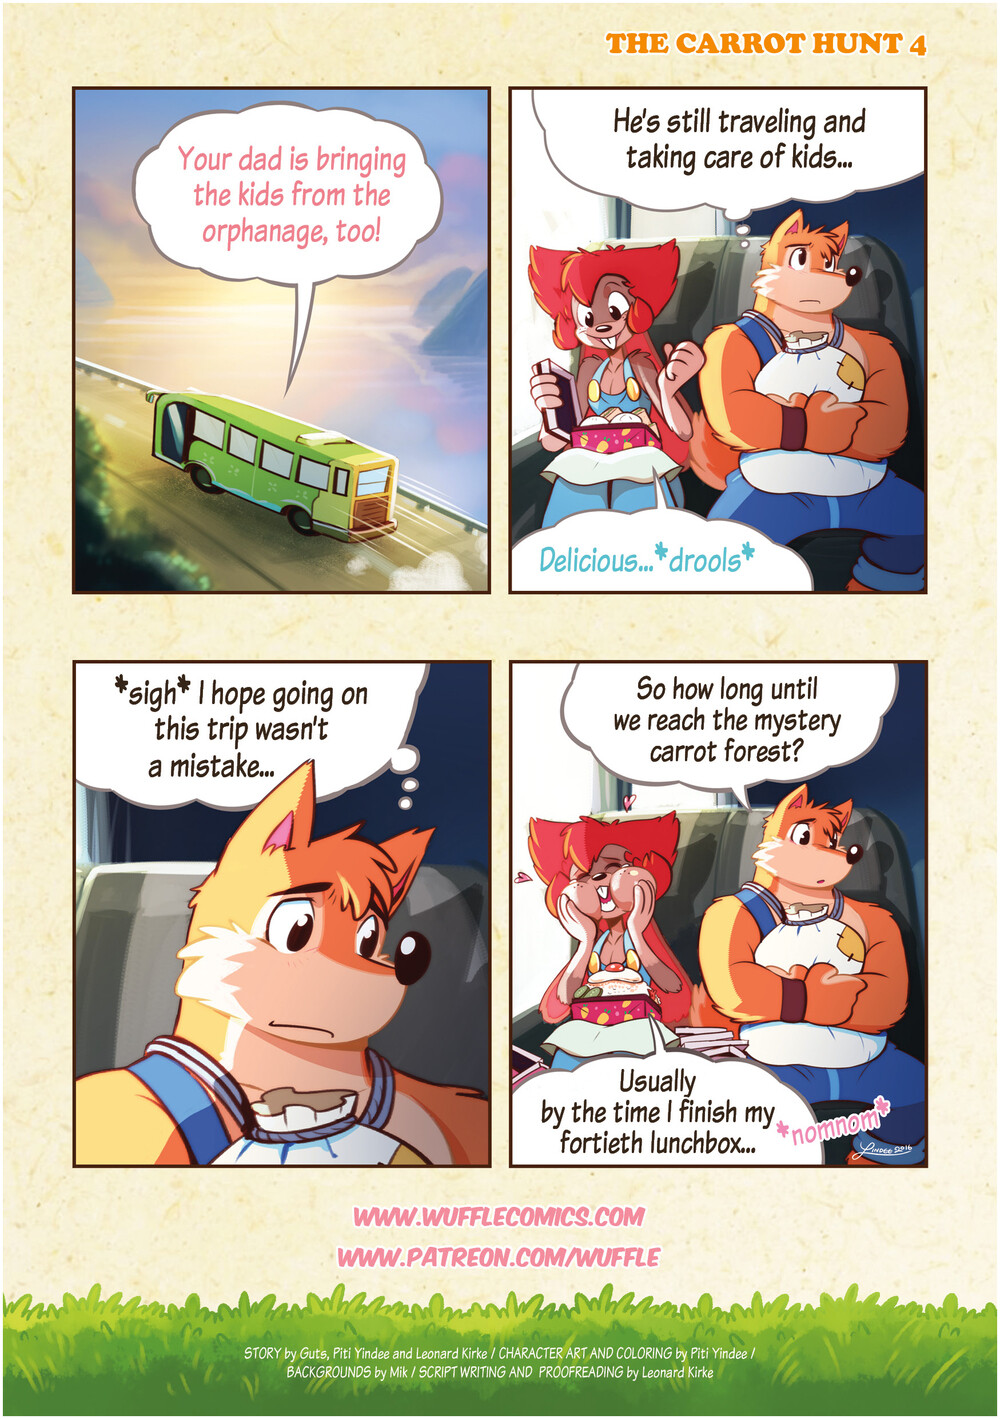 THE CARROT HUNT 4
Your dad is bringing
the kids from the
orphanage, too!
He's still traveling and
taking care of kids...
Delicious...*drools*
*sigh* I hope going on
this trip wasn't
a mistake...
So how long until
we reach the mystery
carrot forest?
Usually
by the time I finish my
fortieth lunchbox...
*nomnom*
YINDEE 2016
WWW.WUFFLECOMICS.COM
WWW.PATREON.COM/WUFFLE
STORY by Guts, Piti Yindee and Leonard Kirke / CHARACTER ART AND COLORING by Piti Yindee /
BACKGROUNDS by Mik / SCRIPT WRITING AND PROOFREADING by Leonard Kirke